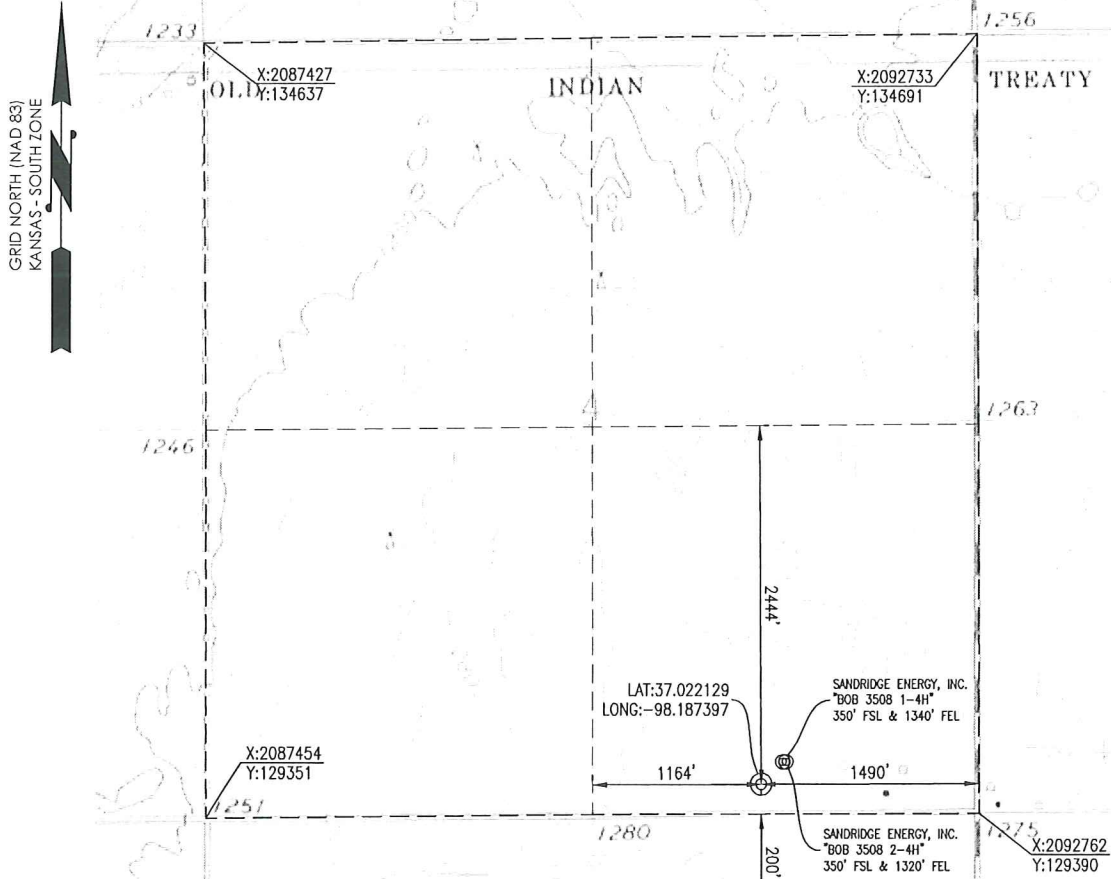 GRID NORTH (NAD 83)
KANSAS - SOUTH ZONE
N
1233
1256
X:2087427
Y:134637
OLD
INDIAN
X:2092733
Y:134691
TREATY
1246
4
1263
2444'
LAT:37.022129
LONG:-98.187397
SANDRIDGE ENERGY, INC.
"BOB 3508 1-4H"
350' FSL & 1340' FEL
X:2087454
Y:129351
1164'
1490'
1251
1280
200'
SANDRIDGE ENERGY, INC.
"BOB 3508 2-4H"
350' FSL & 1320' FEL
1275
X:2092762
Y:129390